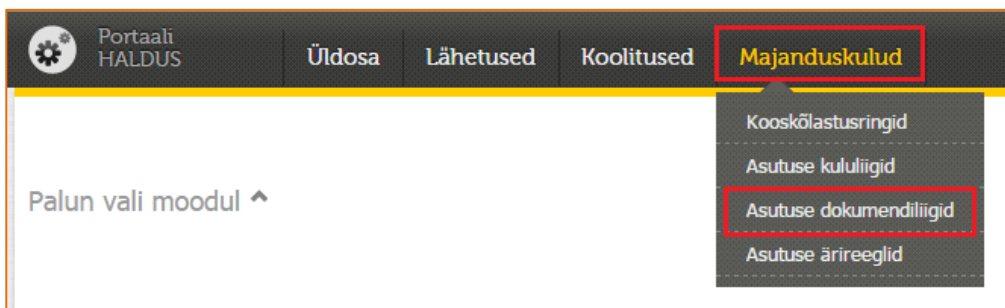 Portaali
HALDUS
Üldosa Lähetused Koolitused Majanduskulud
Kooskõlastusringid
Asutuse kululiigid
Asutuse dokumendiliigid
Asutuse ärireeglid
Palun vali moodul